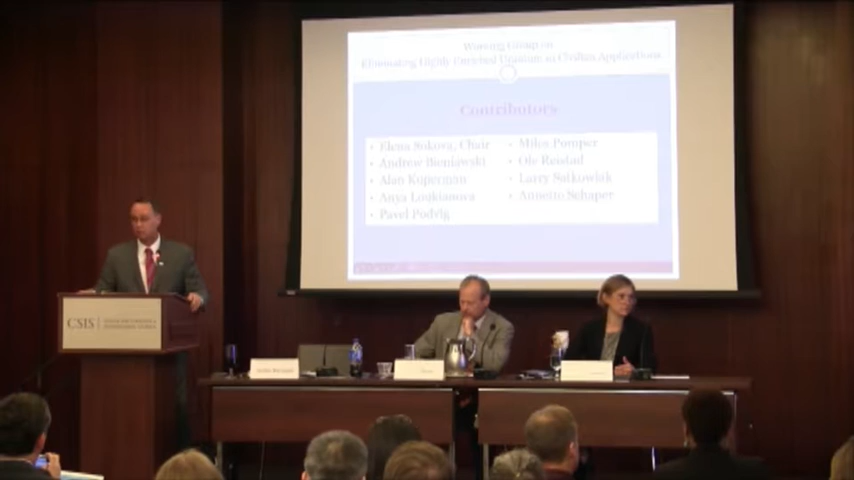 Working Group on
Eliminating Highly Enriched Uranium in Civilian Applications
Contributors
• Elena Sokova, Chair
• Andrew Bieniawski
• Alan Kuperman
• Anya Loukianova
• Pavel Podvig
• Miles Pomper
• Ole Reistad
• Larry Satkowiak
• Annette Schaper
CSIS